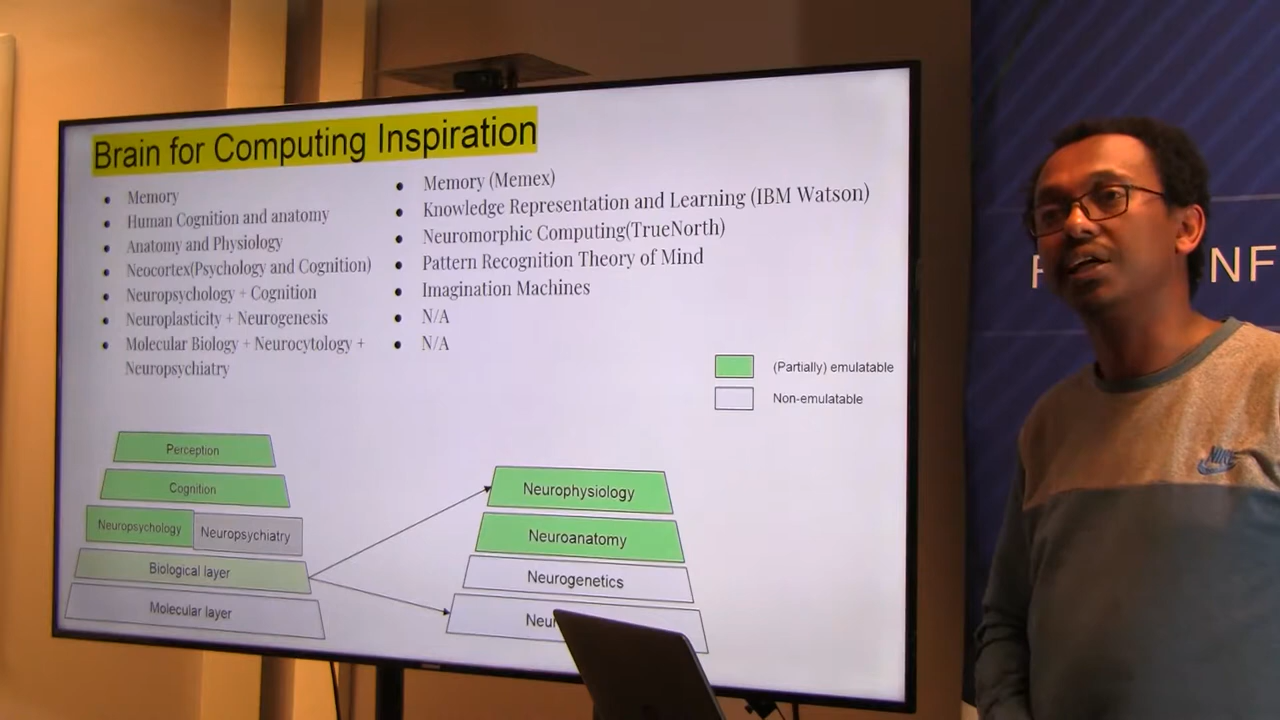 Brain for Computing Inspiration
Memory
Human Cognition and anatomy
Anatomy and Physiology
Neocortex(Psychology and Cognition)
Neuropsychology + Cognition
Neuroplasticity + Neurogenesis
Molecular Biology + Neurocytology +
Neuropsychiatry
Memory (Memex)
Knowledge Representation and Learning (IBM Watson)
Neuromorphic Computing(TrueNorth)
Pattern Recognition Theory of Mind
Imagination Machines
N/A
N/A
(Partially) emulatable
Non-emulatable
Perception
Cognition
Neuropsychology
Neuropsychiatry
Biological layer
Molecular layer
Neurophysiology
Neuroanatomy
Neurogenetics
NIKE